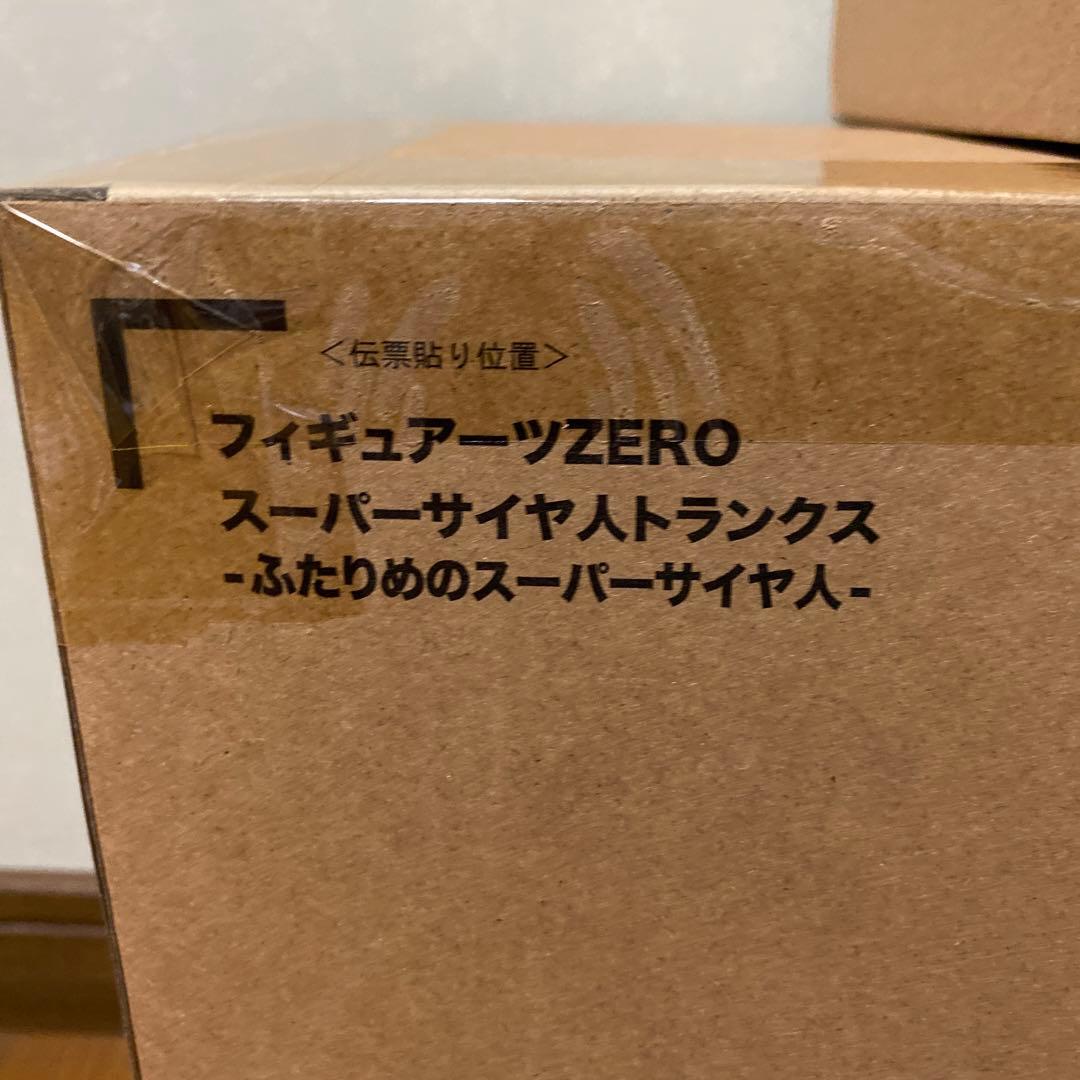 ＜伝票貼り位置＞
フィギュアーツZERO
スーパーサイヤ人トランクス
-ふたりめのスーパーサイヤ人-